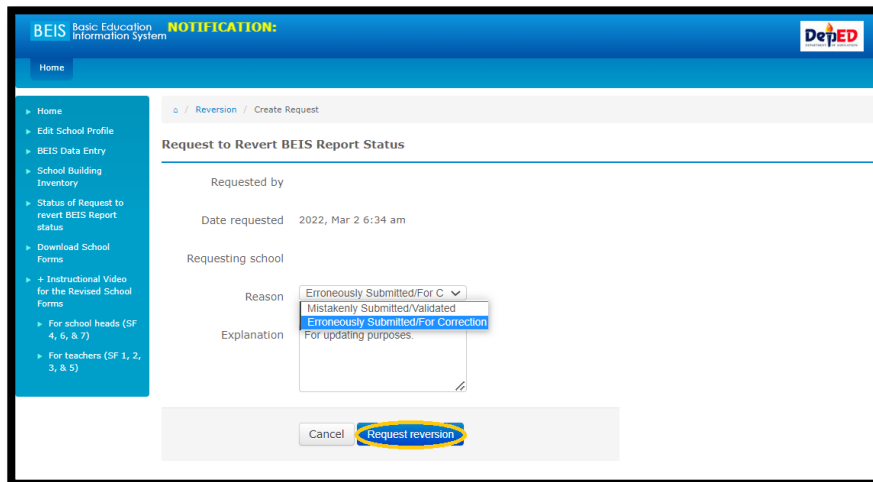 BEIS Basic Education Information System
NOTIFICATION:
DepED
DEPARTMENT OF EDUCATION
Home
Home
Edit School Profile
BEIS Data Entry
School Building
Inventory
Status of Request to
revert BEIS Report
status
Download School
Forms
+ Instructional Video
for the Revised School
Forms
For school heads (SF
4, 6, & 7)
For teachers (SF 1, 2,
3, & 5)
/ Reversion / Create Request
Request to Revert BEIS Report Status
Requested by
Date requested 2022, Mar 2 6:34 am
Requesting school
Reason Erroneously Submitted/For C
Mistakenly Submitted/Validated
Erroneously Submitted/For Correction
Explanation For updating purposes.
Cancel Request reversion